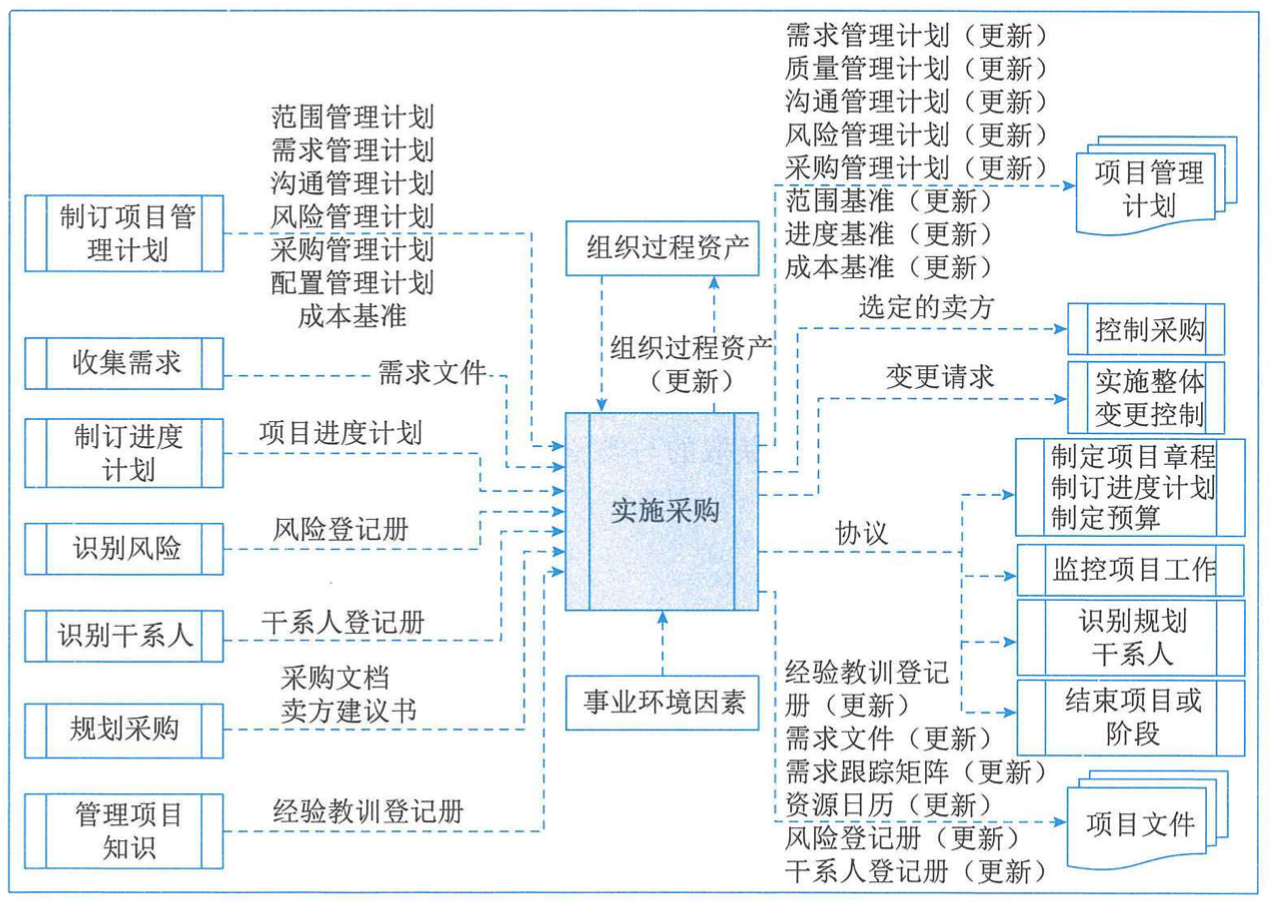 范围管理计划
需求管理计划
沟通管理计划
风险管理计划
采购管理计划
配置管理计划
成本基准
制订项目管
理计划
收集需求
需求文件
制订进度
计划
项目进度计划
识别风险
风险登记册
识别干系人
干系人登记册
规划采购
采购文档
卖方建议书
管理项目
知识
经验教训登记册
组织过程资产
组织过程资产
（更新）
实施采购
事业环境因素
需求管理计划（更新）
质量管理计划（更新）
沟通管理计划（更新）
风险管理计划（更新）
采购管理计划（更新）
范围基准（更新）
进度基准（更新）
成本基准（更新）
项目管理
计划
选定的卖方
控制采购
变更请求
实施整体
变更控制
协议
制定项目章程
制订进度计划
制定预算
监控项目工作
识别规划
干系人
结束项目或
阶段
经验教训登记
册（更新）
需求文件（更新）
需求跟踪矩阵（更新）
资源日历（更新）
风险登记册（更新）
干系人登记册（更新）
项目文件